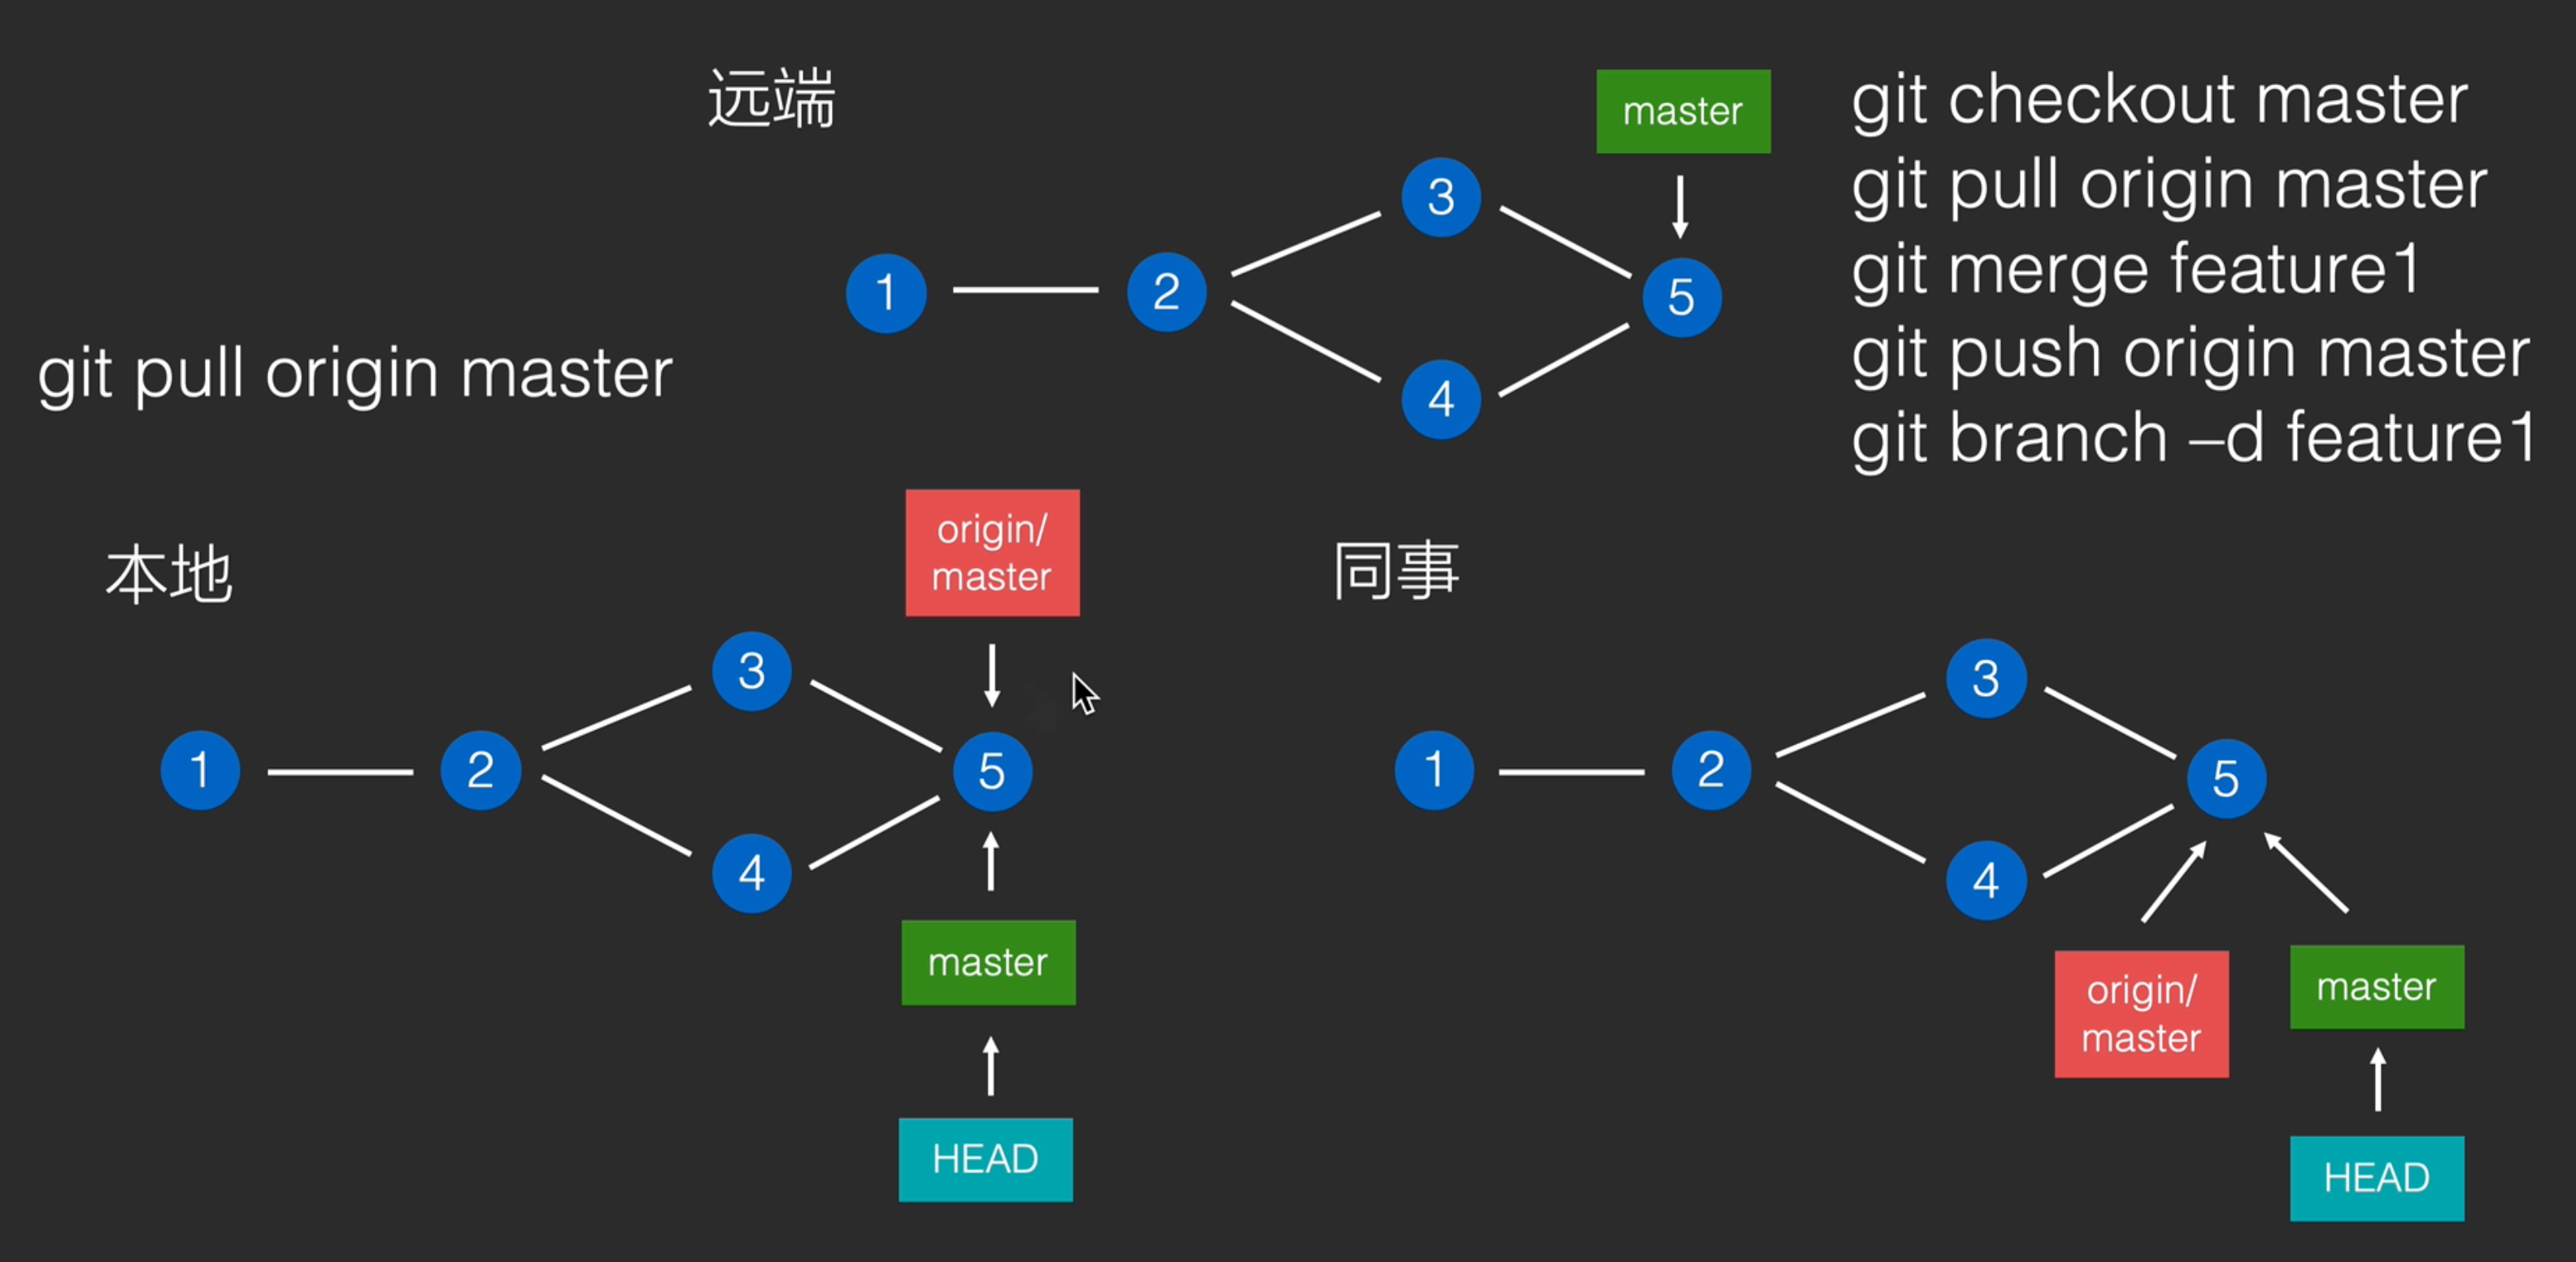 远端
master
git checkout master
git pull origin master
git merge feature1
git push origin master
git branch –d feature1
3
1
2
5
4
git pull origin master
本地
origin/
master
3
1
2
5
4
master
HEAD
同事
3
1
2
5
4
origin/
master
master
HEAD